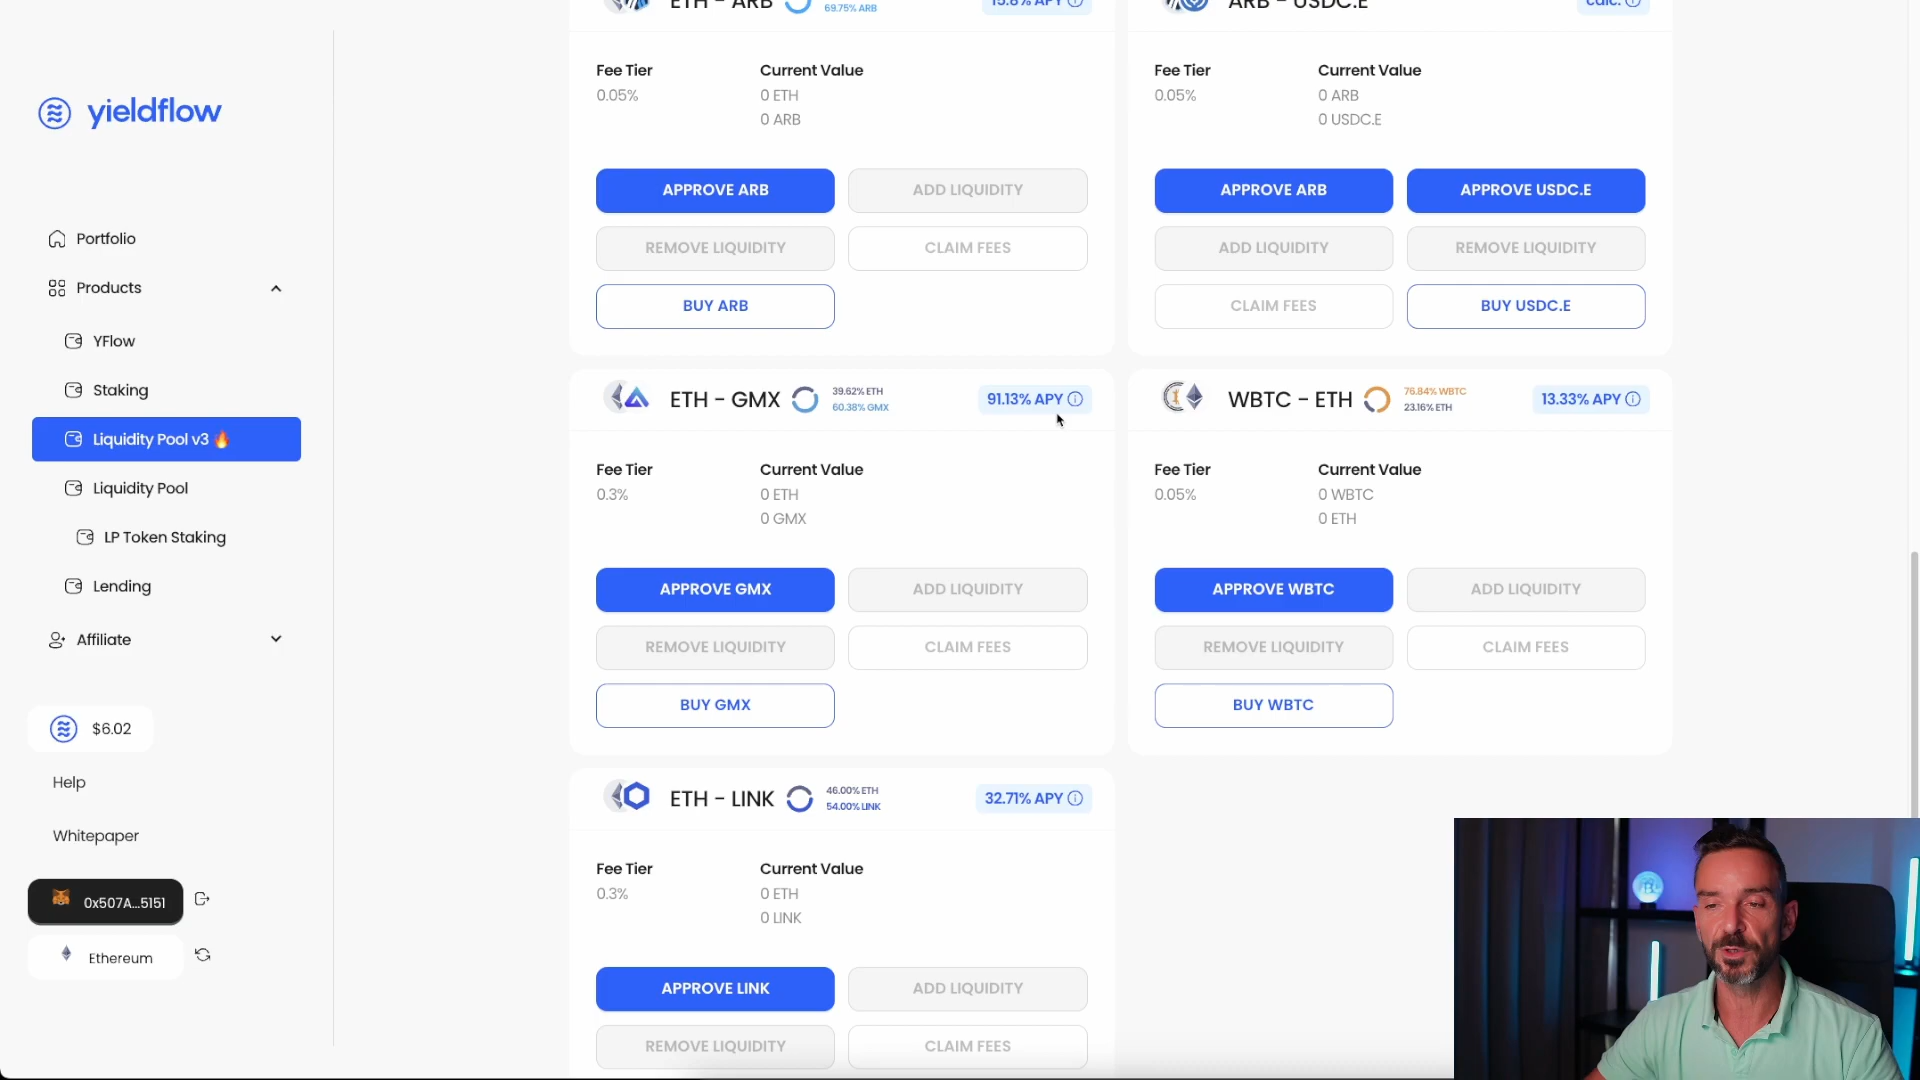 yieldflow
Portfolio
Products
YFlow
Staking
Liquidity Pool v3 🔥
Liquidity Pool
LP Token Staking
Lending
Affiliate
$6.02
Help
Whitepaper
0x507A...5151
Ethereum
ETH - ARB
69.75% ARB
15.8% APY
Fee Tier
0.05%
Current Value
0 ETH
0 ARB
APPROVE ARB
ADD LIQUIDITY
REMOVE LIQUIDITY
CLAIM FEES
BUY ARB
ARB - USDC.E
calc.
Fee Tier
0.05%
Current Value
0 ARB
0 USDC.E
APPROVE ARB
APPROVE USDC.E
ADD LIQUIDITY
REMOVE LIQUIDITY
CLAIM FEES
BUY USDC.E
ETH - GMX
39.62% ETH
60.38% GMX
91.13% APY
Fee Tier
0.3%
Current Value
0 ETH
0 GMX
APPROVE GMX
ADD LIQUIDITY
REMOVE LIQUIDITY
CLAIM FEES
BUY GMX
WBTC - ETH
76.84% WBTC
23.16% ETH
13.33% APY
Fee Tier
0.05%
Current Value
0 WBTC
0 ETH
APPROVE WBTC
ADD LIQUIDITY
REMOVE LIQUIDITY
CLAIM FEES
BUY WBTC
ETH - LINK
46.00% ETH
54.00% LINK
32.71% APY
Fee Tier
0.3%
Current Value
0 ETH
0 LINK
APPROVE LINK
ADD LIQUIDITY
REMOVE LIQUIDITY
CLAIM FEES